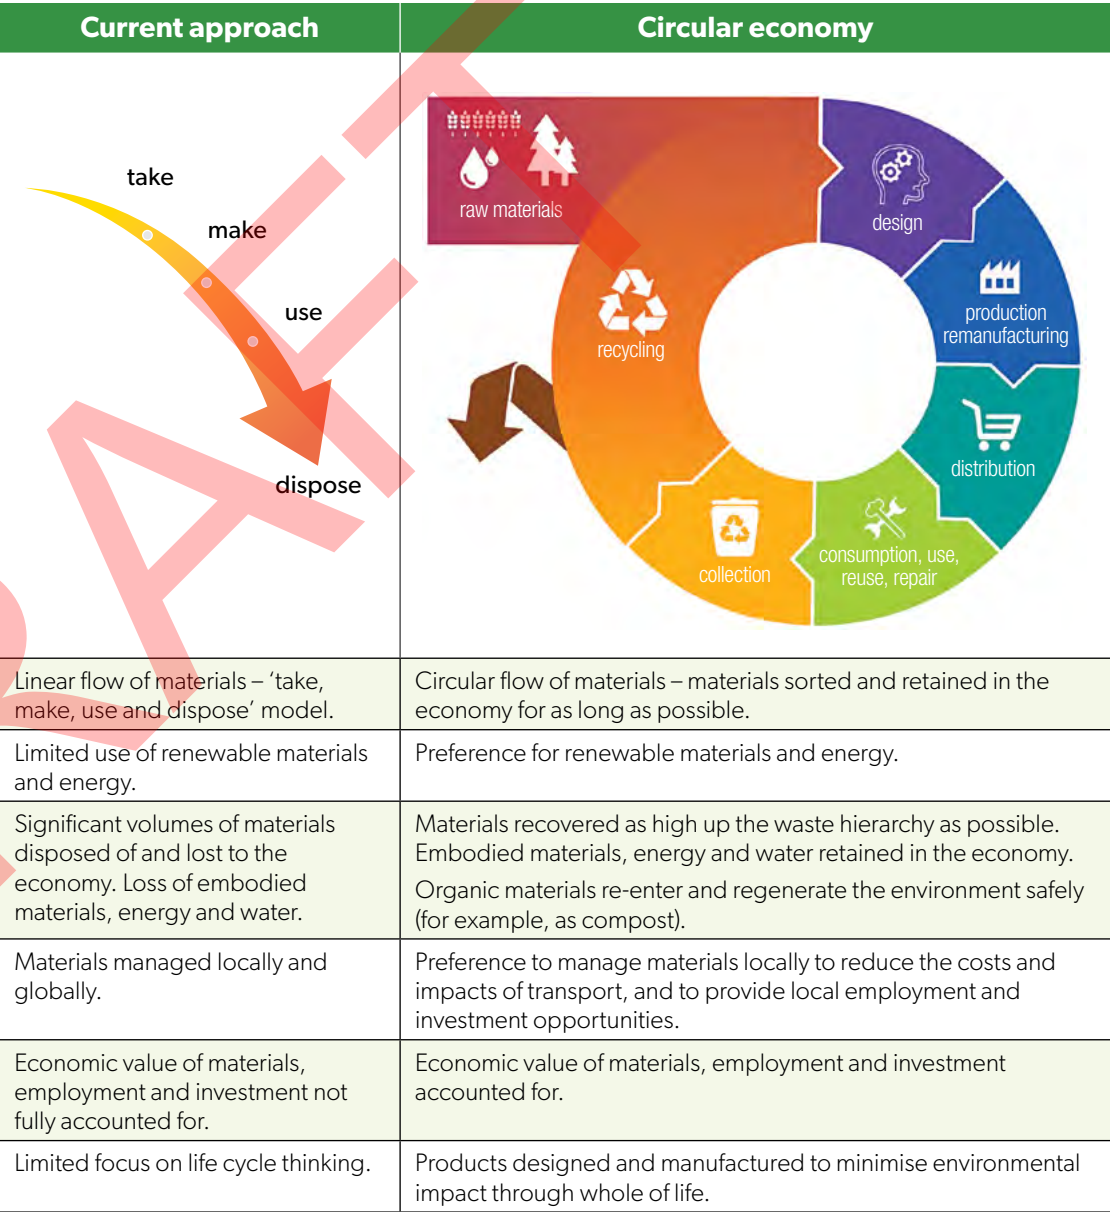 Current approach
Circular economy
take
make
use
dispose
raw materials
design
production
remanufacturing
distribution
consumption, use,
reuse, repair
collection
recycling
Linear flow of materials – ‘take,
make, use and dispose’ model.
Circular flow of materials – materials sorted and retained in the
economy for as long as possible.
Limited use of renewable materials
and energy.
Preference for renewable materials and energy.
Significant volumes of materials
disposed of and lost to the
economy. Loss of embodied
materials, energy and water.
Materials recovered as high up the waste hierarchy as possible.
Embodied materials, energy and water retained in the economy.
Organic materials re-enter and regenerate the environment safely
(for example, as compost).
Materials managed locally and
globally.
Preference to manage materials locally to reduce the costs and
impacts of transport, and to provide local employment and
investment opportunities.
Economic value of materials,
employment and investment not
fully accounted for.
Economic value of materials, employment and investment
accounted for.
Limited focus on life cycle thinking.
Products designed and manufactured to minimise environmental
impact through whole of life.
RAFT